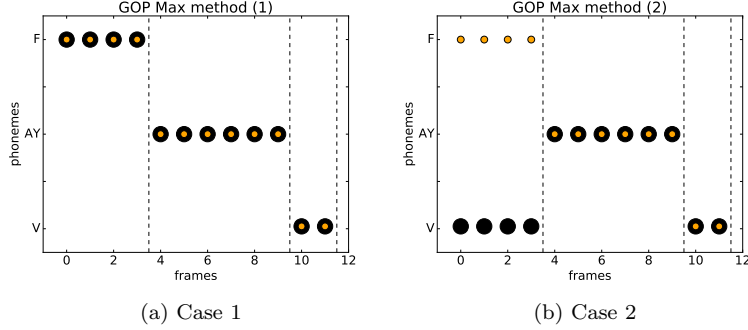 GOP Max method (1)
F
AY
V
phonemes
0 2 4 6 8 10 12
frames
(a) Case 1
GOP Max method (2)
F
AY
V
phonemes
0 2 4 6 8 10 12
frames
(b) Case 2